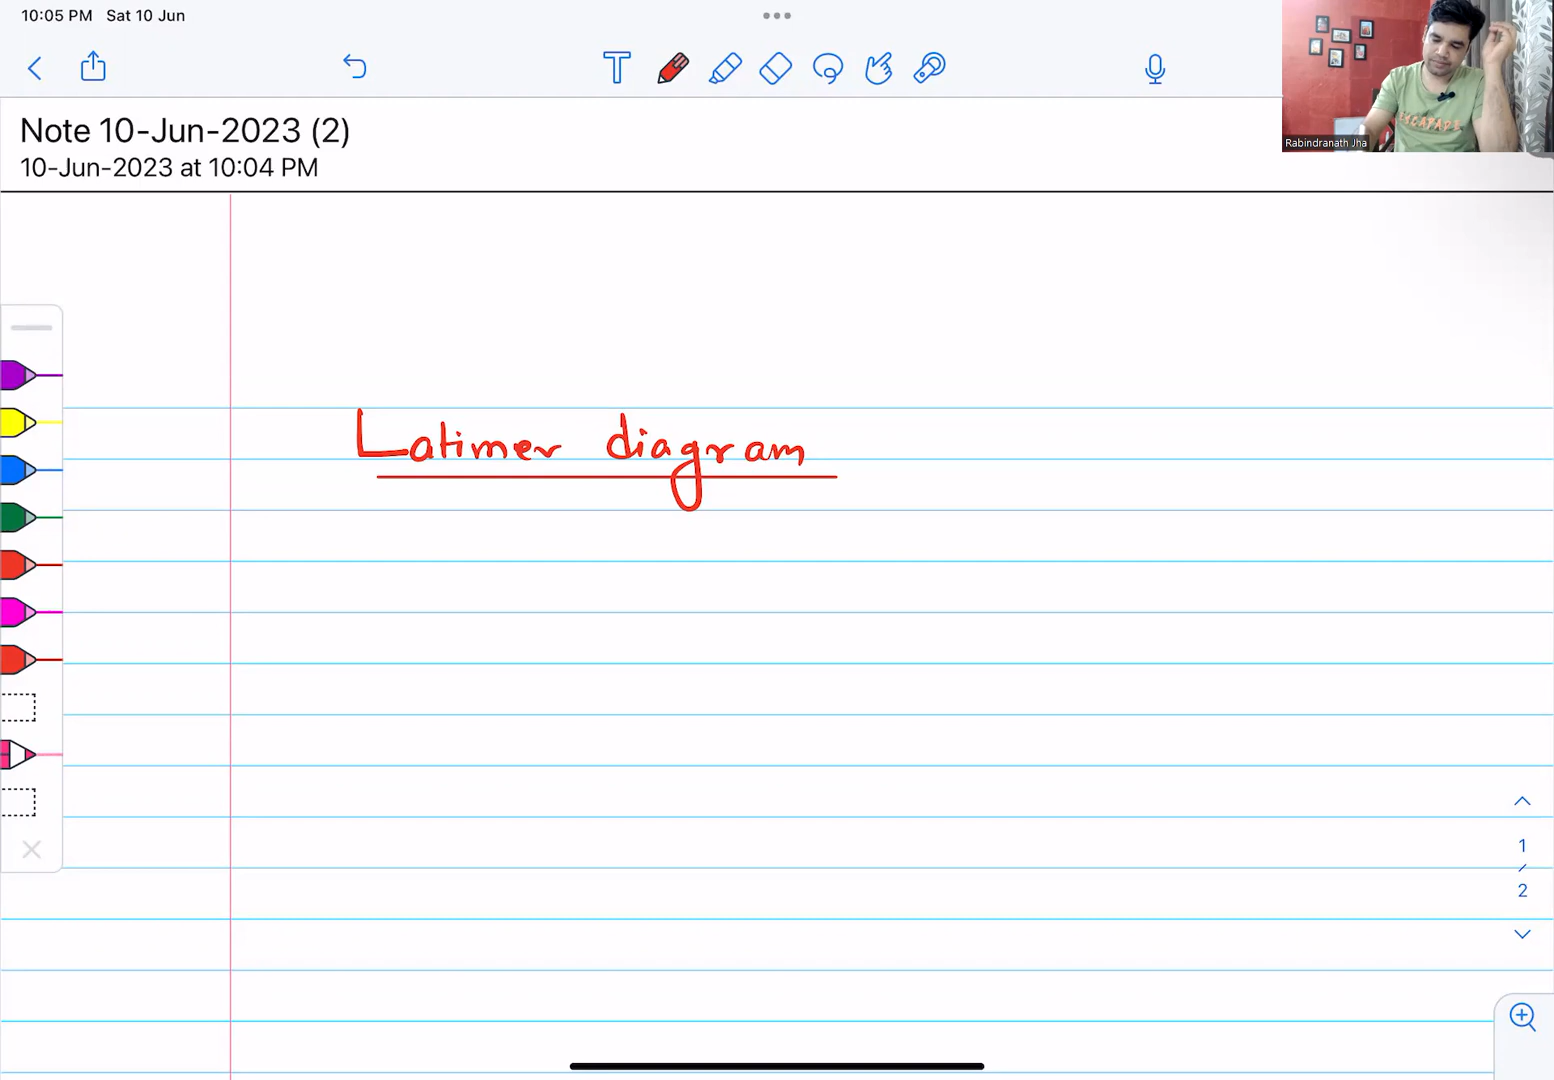 10:05 PM Sat 10 Jun
T
Note 10-Jun-2023 (2)
10-Jun-2023 at 10:04 PM
ESCAPADE
Rabindranath Jha
Latimer diagram
1
/
2